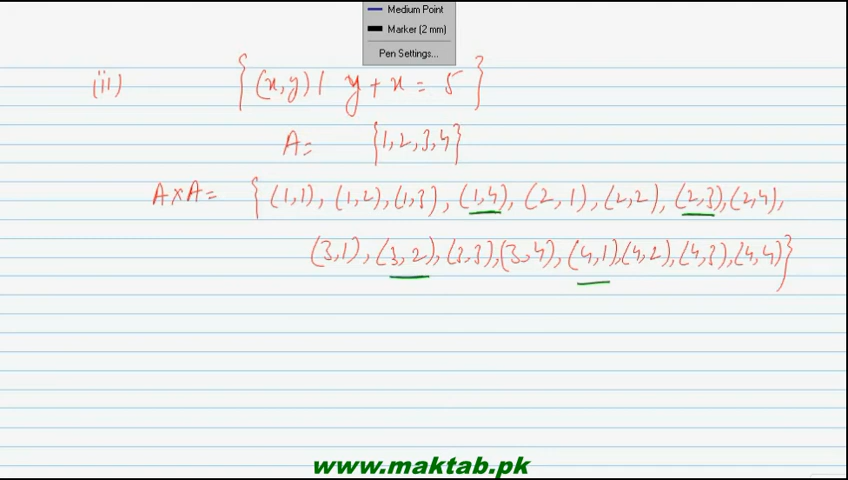 Medium Point
Marker (2 mm)
Pen Settings...
(ii) {(x,y) | y + x = 5}
A = {1,2,3,4}
A×A = {(1,1), (1,2), (1,3), (1,4), (2,1), (2,2), (2,3), (2,4),
(3,1), (3,2), (3,3), (3,4), (4,1), (4,2), (4,3), (4,4)}
www.maktab.pk